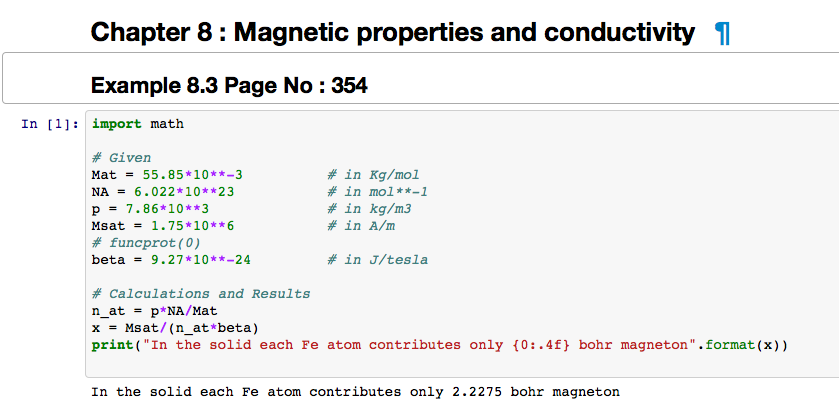 Chapter 8 : Magnetic properties and conductivity ¶
Example 8.3 Page No : 354
In [1]: import math
# Given
Mat = 55.85*10**-3 # in Kg/mol
NA = 6.022*10**23 # in mol**-1
p = 7.86*10**3 # in kg/m3
Msat = 1.75*10**6 # in A/m
# funcprot(0)
beta = 9.27*10**-24 # in J/tesla
# Calculations and Results
n_at = p*NA/Mat
x = Msat/(n_at*beta)
print("In the solid each Fe atom contributes only {0:.4f} bohr magneton".format(x))
In the solid each Fe atom contributes only 2.2275 bohr magneton